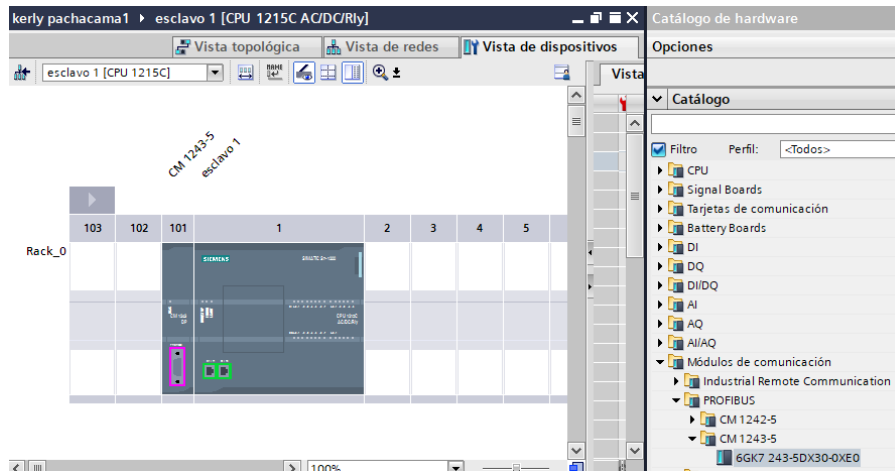 kerly pachacama1 ▸ esclavo 1 [CPU 1215C AC/DC/Rly]
Catálogo de hardware
Vista topológica
Vista de redes
Vista de dispositivos
Opciones
esclavo 1 [CPU 1215C]
Vista
Catálogo
CM 1243-5
esclavo 1
Filtro
Perfil:
<Todos>
CPU
Signal Boards
Tarjetas de comunicación
Battery Boards
DI
DQ
DI/DQ
AI
AQ
AI/AQ
Módulos de comunicación
Industrial Remote Communication
PROFIBUS
CM 1242-5
CM 1243-5
6GK7 243-5DX30-0XE0
103 102 101 1 2 3 4 5
Rack_0
SIEMENS
100%